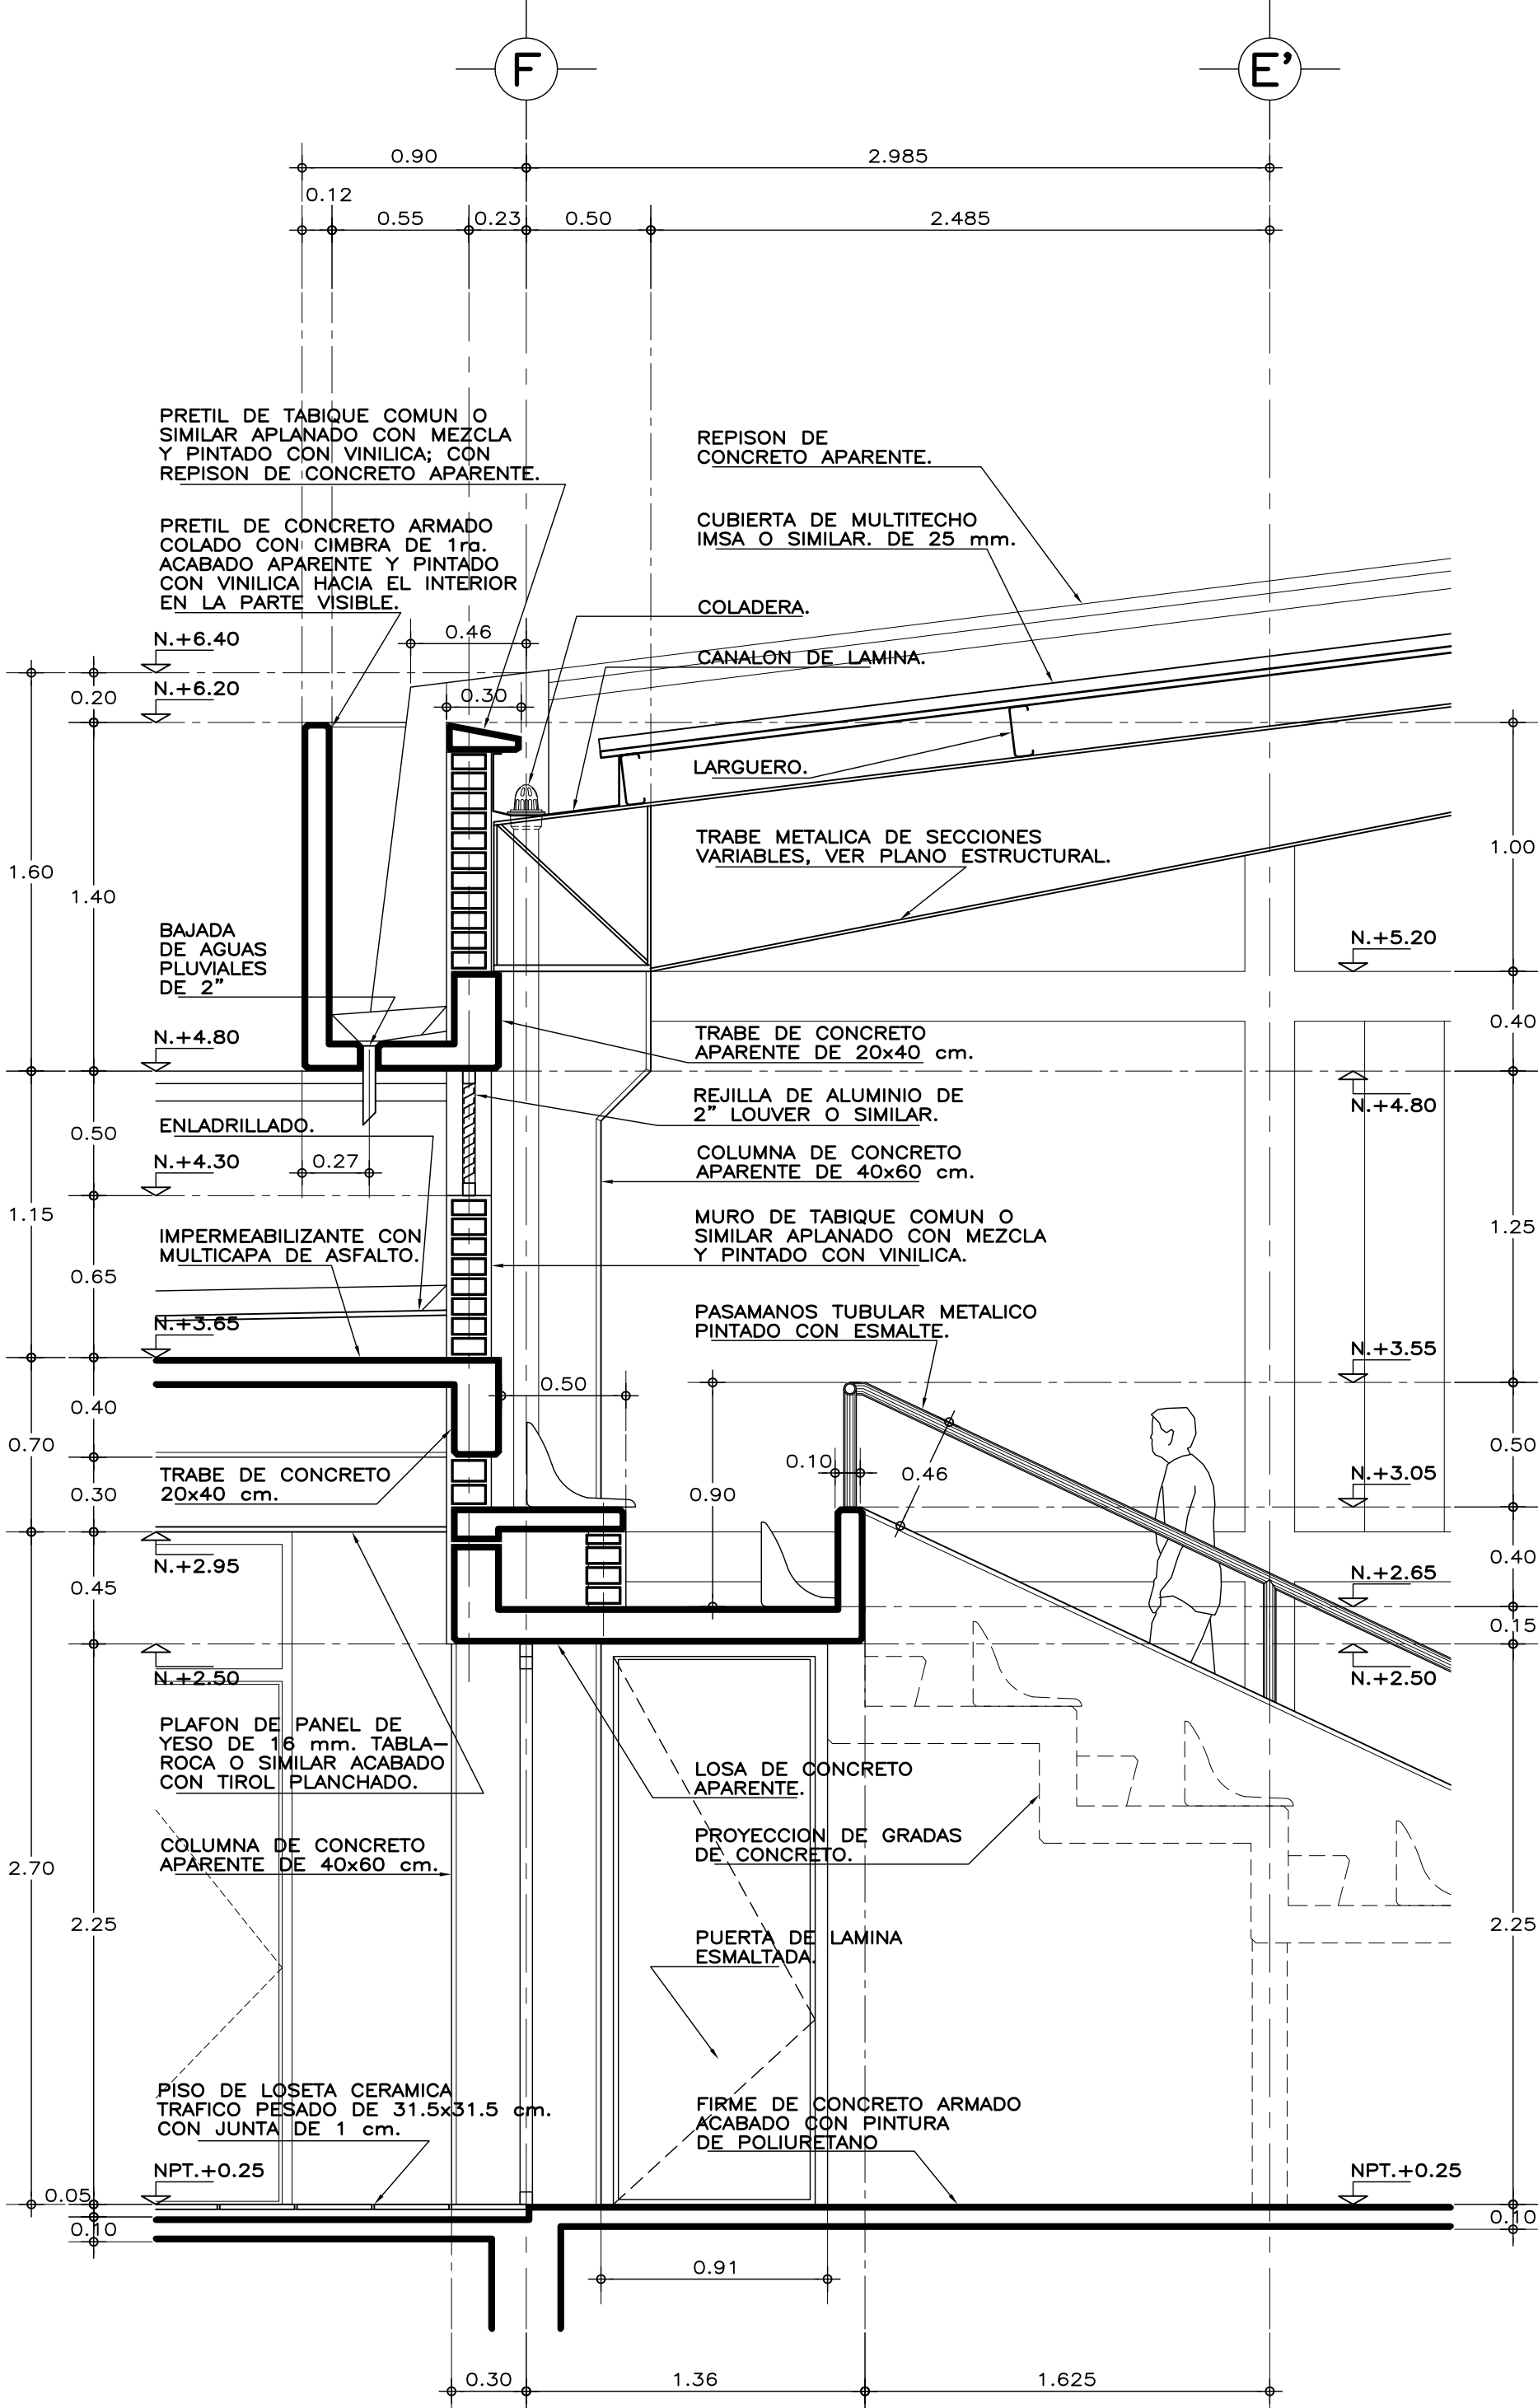 F
E’
0.90
2.985
0.12
0.55
0.23
0.50
2.485
PRETIL DE TABIQUE COMUN O
SIMILAR APLANADO CON MEZCLA
Y PINTADO CON VINILICA; CON
REPISON DE CONCRETO APARENTE.
REPISON DE
CONCRETO APARENTE.
PRETIL DE CONCRETO ARMADO
COLADO CON CIMBRA DE 1ra.
ACABADO APARENTE Y PINTADO
CON VINILICA HACIA EL INTERIOR
EN LA PARTE VISIBLE.
CUBIERTA DE MULTITECHO
IMSA O SIMILAR. DE 25 mm.
COLADERA.
N.+6.40
0.46
CANALON DE LAMINA.
0.20
N.+6.20
0.30
LARGUERO.
TRABE METALICA DE SECCIONES
VARIABLES, VER PLANO ESTRUCTURAL.
1.00
1.60
1.40
BAJADA
DE AGUAS
PLUVIALES
DE 2”
N.+5.20
N.+4.80
TRABE DE CONCRETO
APARENTE DE 20x40 cm.
0.40
REJILLA DE ALUMINIO DE
2” LOUVER O SIMILAR.
N.+4.80
ENLADRILLADO.
0.50
N.+4.30
0.27
COLUMNA DE CONCRETO
APARENTE DE 40x60 cm.
1.15
MURO DE TABIQUE COMUN O
SIMILAR APLANADO CON MEZCLA
Y PINTADO CON VINILICA.
1.25
IMPERMEABILIZANTE CON
MULTICAPA DE ASFALTO.
0.65
N.+3.65
PASAMANOS TUBULAR METALICO
PINTADO CON ESMALTE.
N.+3.55
0.50
0.40
0.70
0.50
0.10
0.46
N.+3.05
TRABE DE CONCRETO
20x40 cm.
0.30
0.90
N.+2.95
0.40
N.+2.65
0.45
0.15
N.+2.50
N.+2.50
PLAFON DE PANEL DE
YESO DE 16 mm. TABLA-
ROCA O SIMILAR ACABADO
CON TIROL PLANCHADO.
LOSA DE CONCRETO
APARENTE.
COLUMNA DE CONCRETO
APARENTE DE 40x60 cm.
PROYECCION DE GRADAS
DE CONCRETO.
2.70
2.25
2.25
PUERTA DE LAMINA
ESMALTADA.
PISO DE LOSETA CERAMICA
TRAFICO PESADO DE 31.5x31.5 cm.
CON JUNTA DE 1 cm.
FIRME DE CONCRETO ARMADO
ACABADO CON PINTURA
DE POLIURETANO
NPT.+0.25
NPT.+0.25
0.05
0.10
0.10
0.91
0.30
1.36
1.625